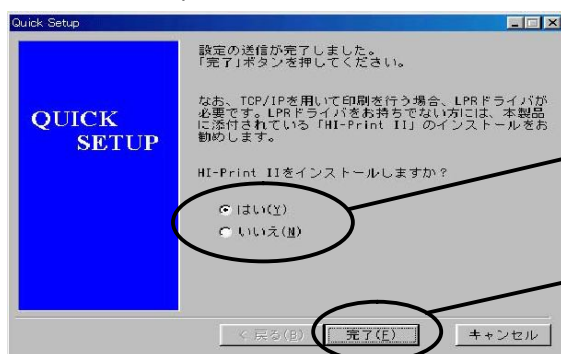 Quick Setup
QUICK
SETUP
設定の送信が完了しました。
「完了」ボタンを押してください。
なお、TCP/IPを用いて印刷を行う場合、LPRドライバが
必要です。LPRドライバをお持ちでない方には、本製品
に添付されている「HI-Print II」のインストールをお
勧めします。
HI-Print IIをインストールしますか？
はい(Y)
いいえ(N)
< 戻る(B)
完了(F)
キャンセル